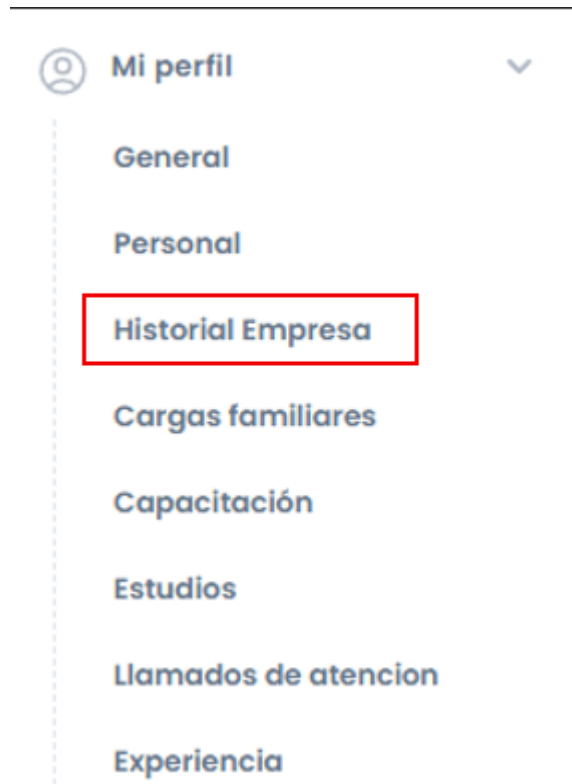 Mi perfil
General
Personal
Historial Empresa
Cargas familiares
Capacitación
Estudios
Llamados de atencion
Experiencia